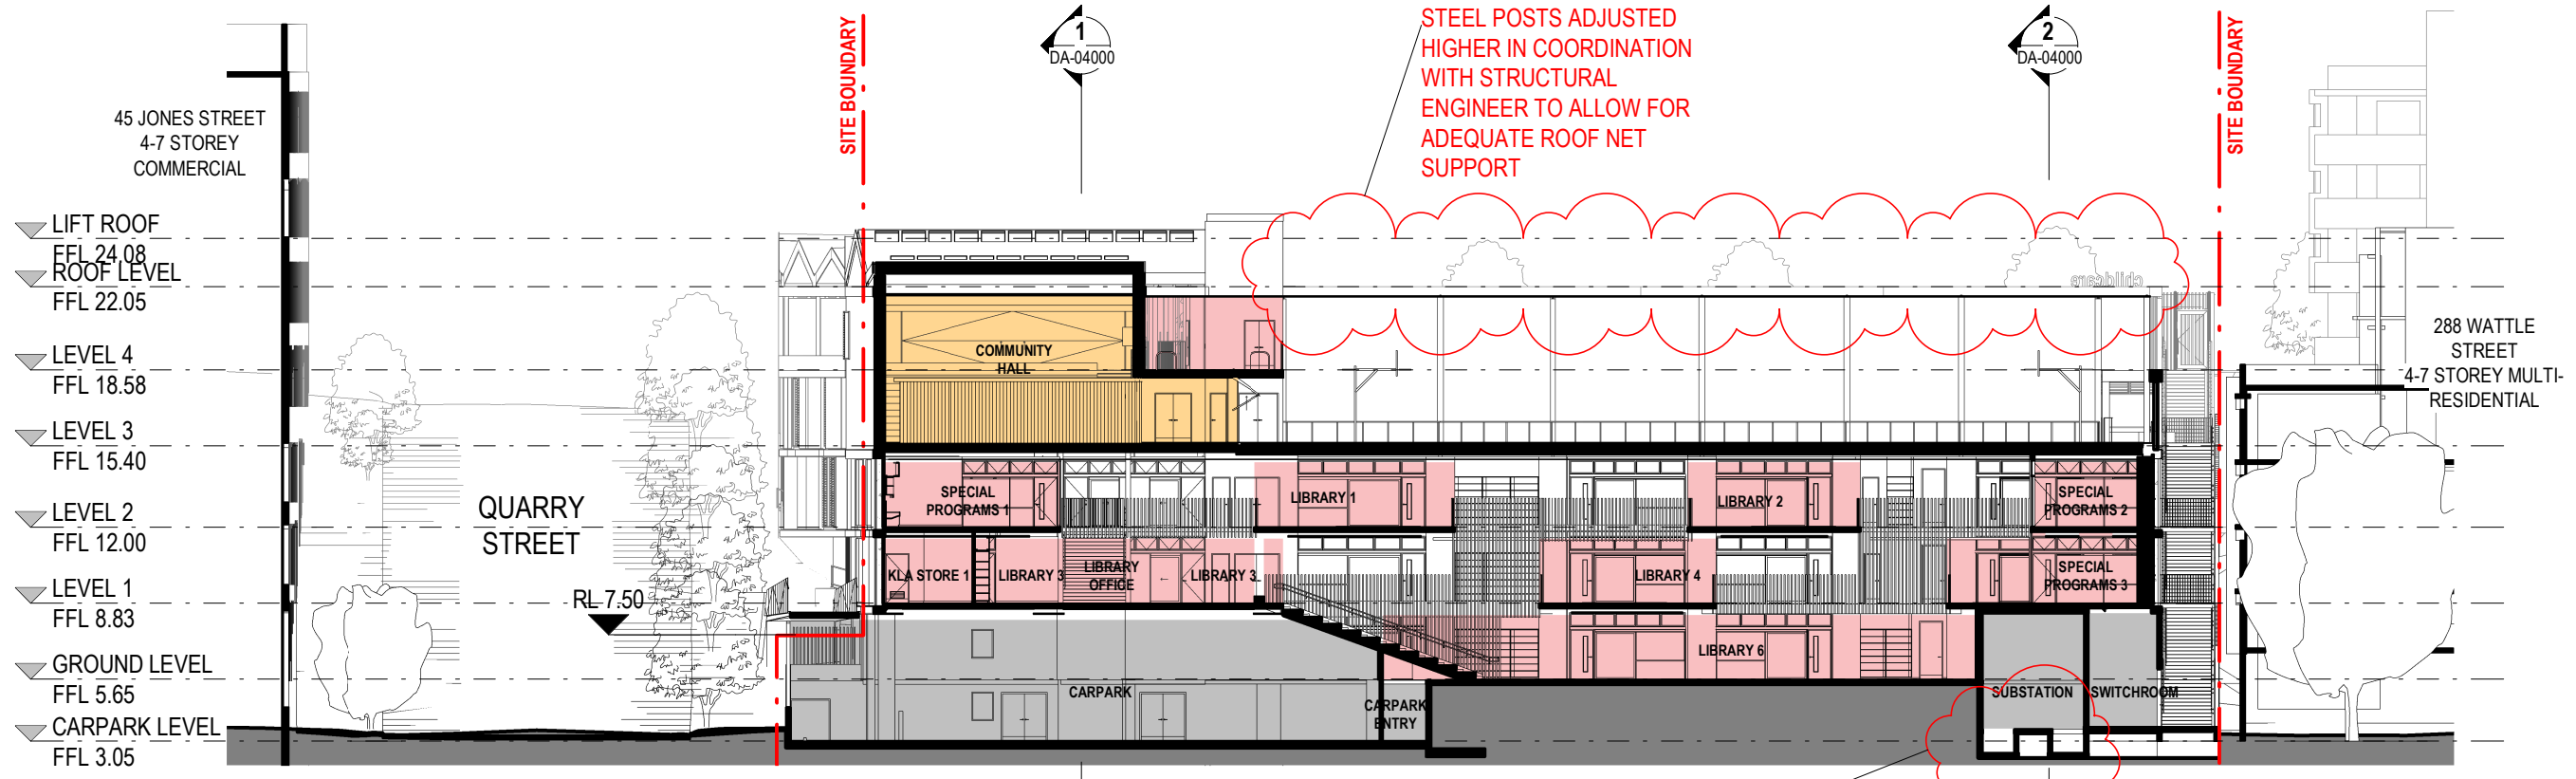 STEEL POSTS ADJUSTED
HIGHER IN COORDINATION
WITH STRUCTURAL
ENGINEER TO ALLOW FOR
ADEQUATE ROOF NET
SUPPORT
1
DA-04000
2
DA-04000
SITE BOUNDARY
SITE BOUNDARY
45 JONES STREET
4-7 STOREY
COMMERCIAL
LIFT ROOF
FFL 24.08
ROOF LEVEL
FFL 22.05
LEVEL 4
FFL 18.58
LEVEL 3
FFL 15.40
LEVEL 2
FFL 12.00
LEVEL 1
FFL 8.83
GROUND LEVEL
FFL 5.65
CARPARK LEVEL
FFL 3.05
QUARRY
STREET
RL 7.50
childcare
288 WATTLE
STREET
4-7 STOREY MULTI-
RESIDENTIAL
COMMUNITY
HALL
SPECIAL
PROGRAMS 1
LIBRARY 1
LIBRARY 2
SPECIAL
PROGRAMS 2
KLA STORE 1
LIBRARY 3
LIBRARY
OFFICE
LIBRARY 3
LIBRARY 4
SPECIAL
PROGRAMS 3
LIBRARY 6
CARPARK
CARPARK
ENTRY
SUBSTATION
SWITCHROOM